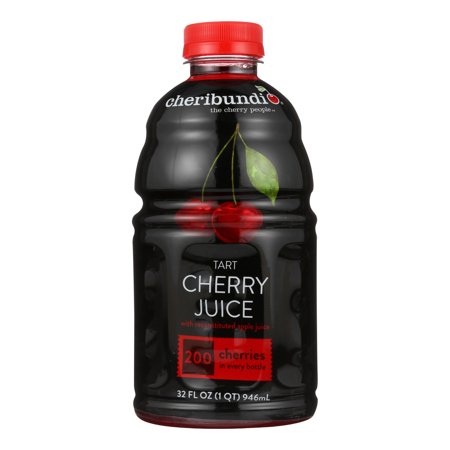 cheribundi®
the cherry people™
TART
CHERRY
JUICE
with reconstituted apple juice
200 cherries
in every bottle
32 FL OZ (1 QT) 946mL